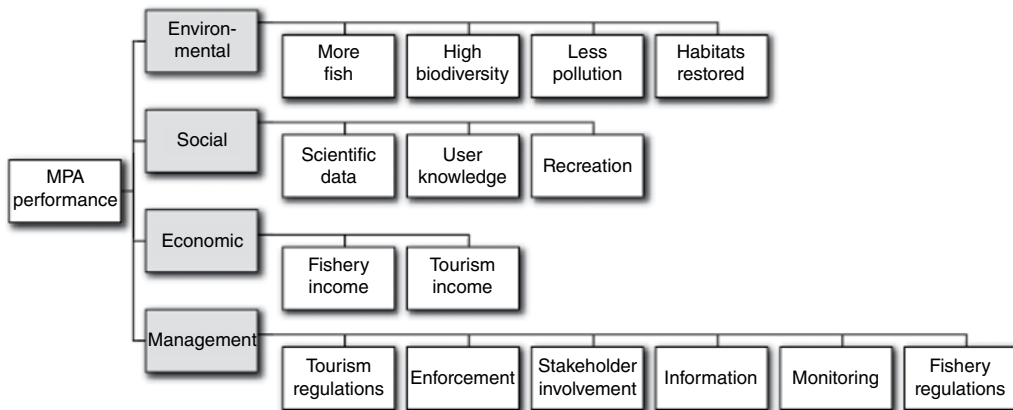 Environ-
mental
More
fish
High
biodiversity
Less
pollution
Habitats
restored
Social
Scientific
data
User
knowledge
Recreation
MPA
performance
Economic
Fishery
income
Tourism
income
Management
Tourism
regulations
Enforcement
Stakeholder
involvement
Information
Monitoring
Fishery
regulations